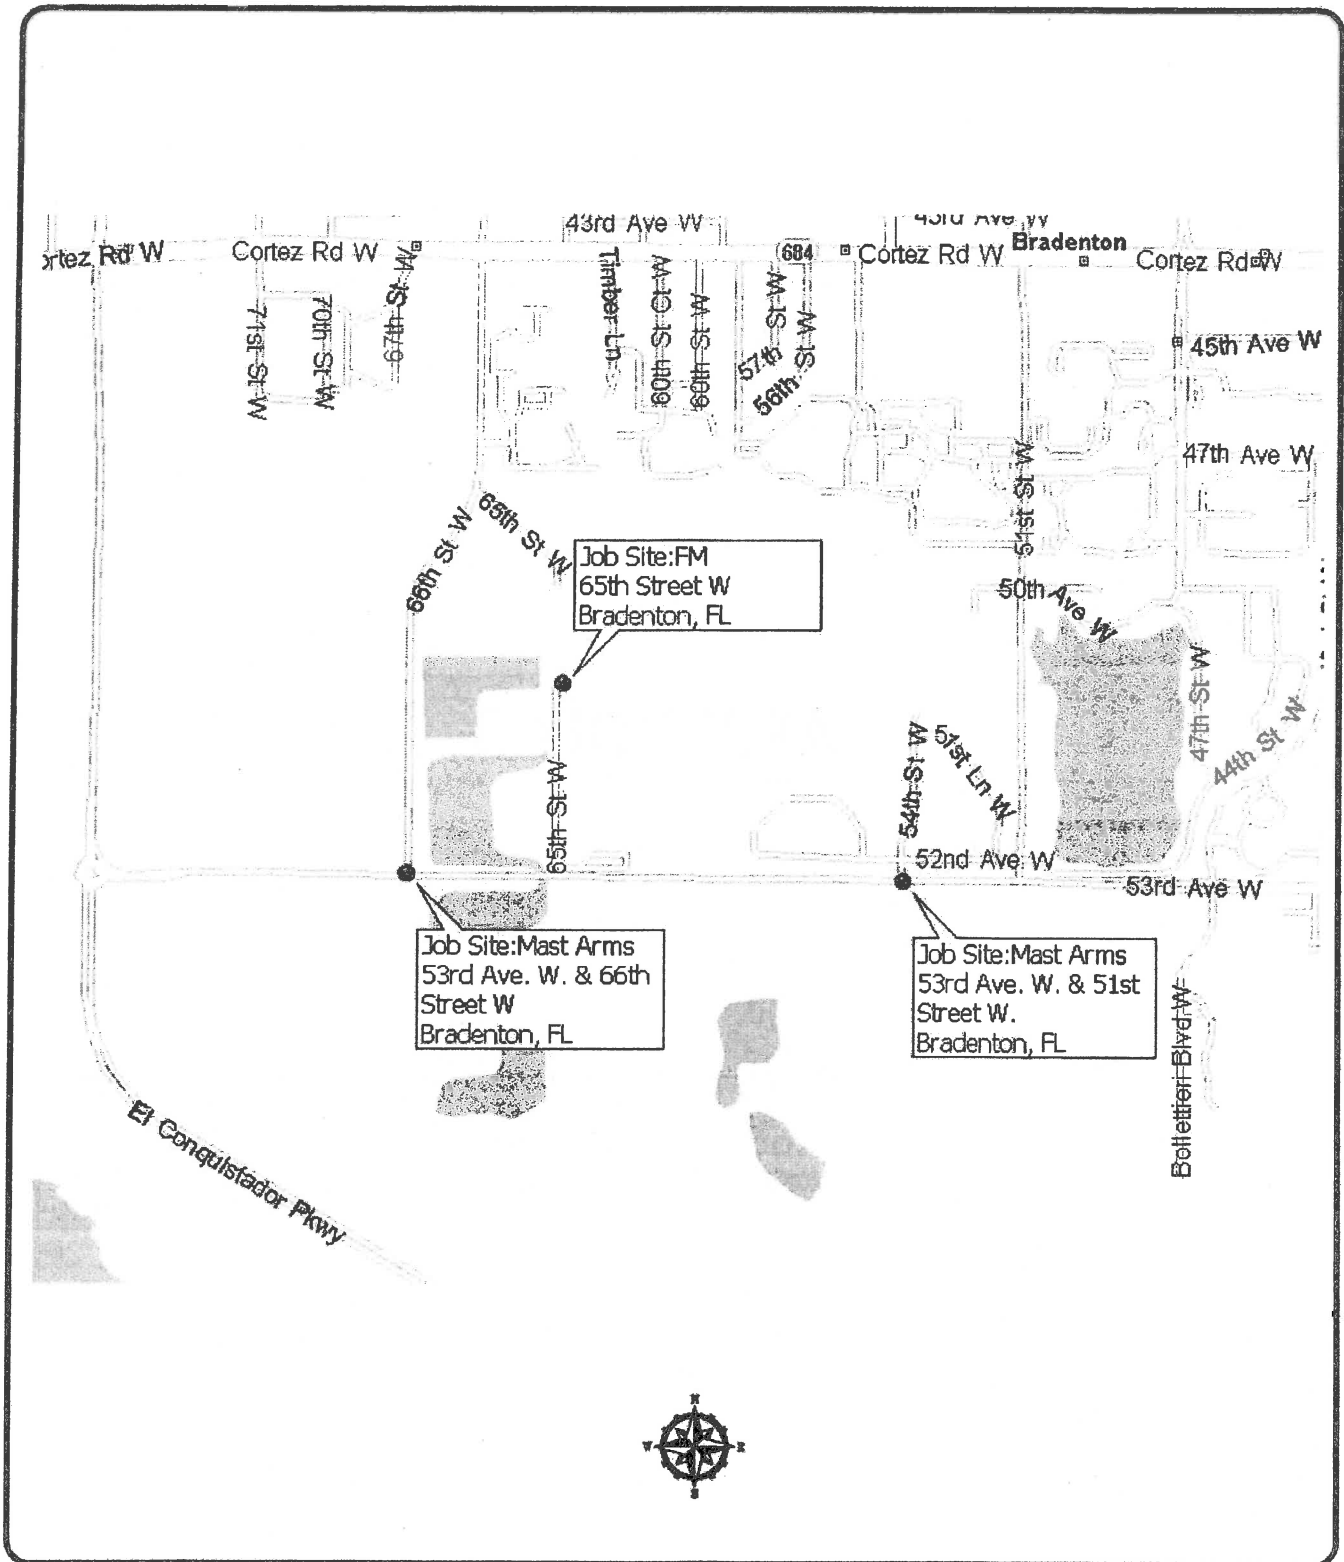 43rd Ave W
43rd Ave W
ortez Rd W
Cortez Rd W
684
Cortez Rd W
Bradenton
Cortez Rd W
71st St W
70th St W
67th St W
Timber Ln
60th St Ct W
60th St W
57th St W
56th St W
45th Ave W
47th Ave W
51st St W
66th St W
65th St W
Job Site:FM
65th Street W
Bradenton, FL
50th Ave W
47th St W
44th St W
65th St W
54th St W
51st Ln W
52nd Ave W
53rd Ave W
Job Site:Mast Arms
53rd Ave. W. & 66th
Street W
Bradenton, FL
Job Site:Mast Arms
53rd Ave. W. & 51st
Street W.
Bradenton, FL
Bollettieri Blvd W
El Conquistador Pkwy
N
W
E
S